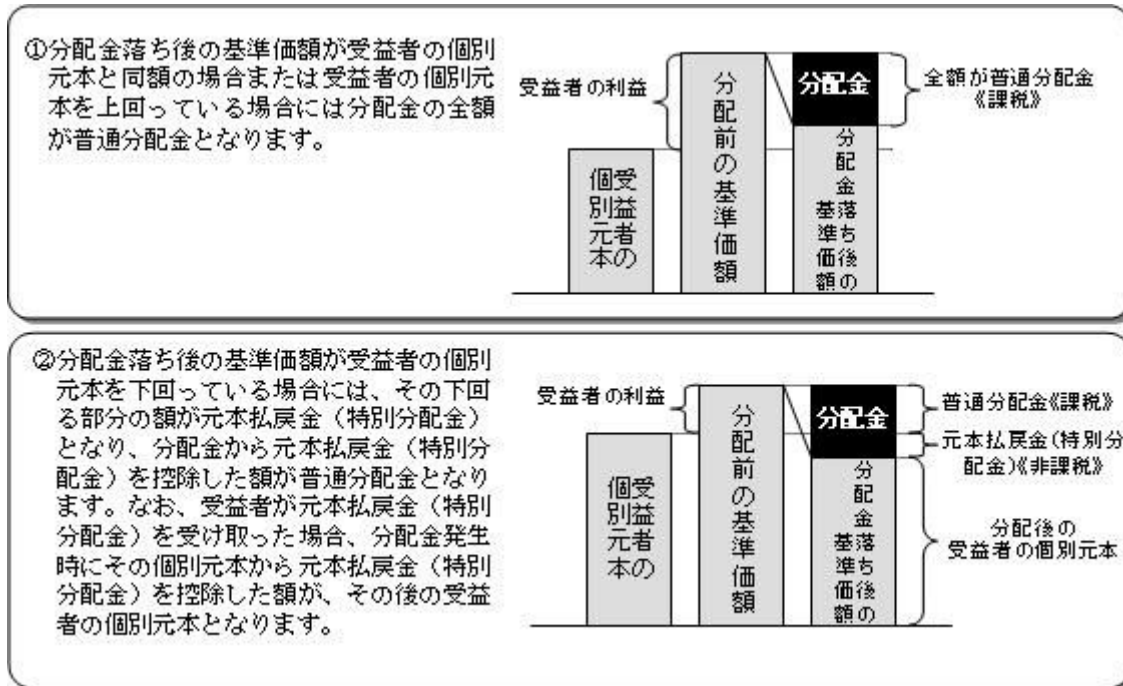 ①分配金落ち後の基準価額が受益者の個別
元本と同額の場合または受益者の個別元
本を上回っている場合には分配金の全額
が普通分配金となります。
受益者の利益
受益者の
個別元本
分配前の基準価額
分配金
分配金落ち後の
基準価額
全額が普通分配金
《課税》
②分配金落ち後の基準価額が受益者の個別
元本を下回っている場合には、その下回
る部分の額が元本払戻金（特別分配金）
となり、分配金から元本払戻金（特別分
配金）を控除した額が普通分配金となり
ます。なお、受益者が元本払戻金（特別
分配金）を受け取った場合、分配金発生
時にその個別元本から元本払戻金（特別
分配金）を控除した額が、その後の受益
者の個別元本となります。
受益者の利益
受益者の
個別元本
分配前の基準価額
分配金
分配金落ち後の
基準価額
普通分配金《課税》
元本払戻金(特別分
配金)《非課税》
分配後の
受益者の個別元本